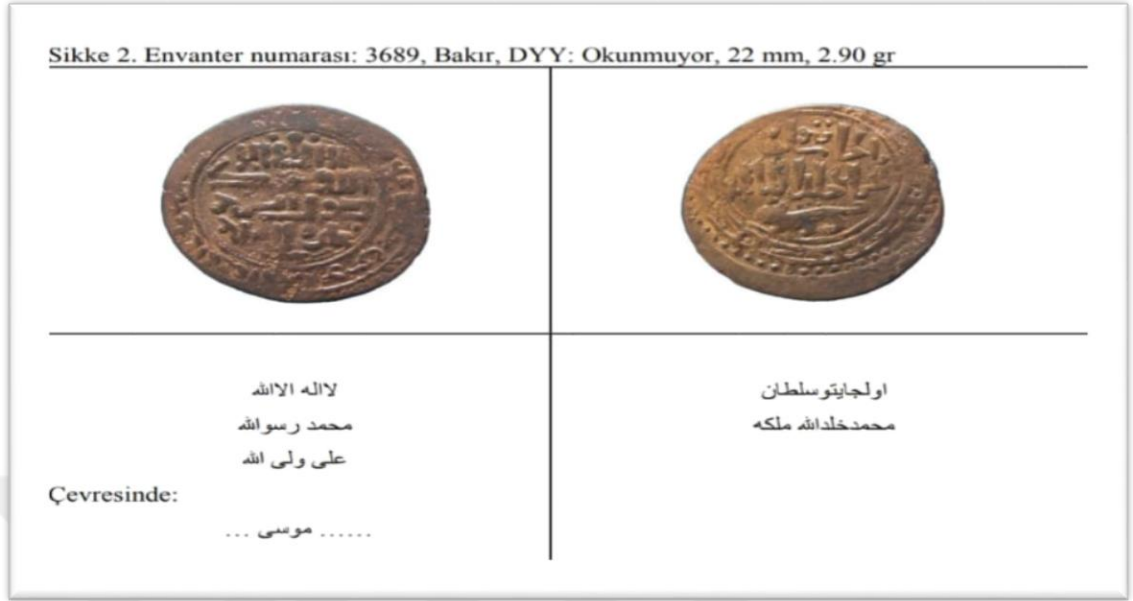 Sikke 2. Envanter numarası: 3689, Bakır, DYY: Okunmuyor, 22 mm, 2.90 gr
لااله الاالله
محمد رسوالله
على ولى الله
Çevresinde:
... موسى ......
اولجايتوسلطان
محمدخلدالله ملكه